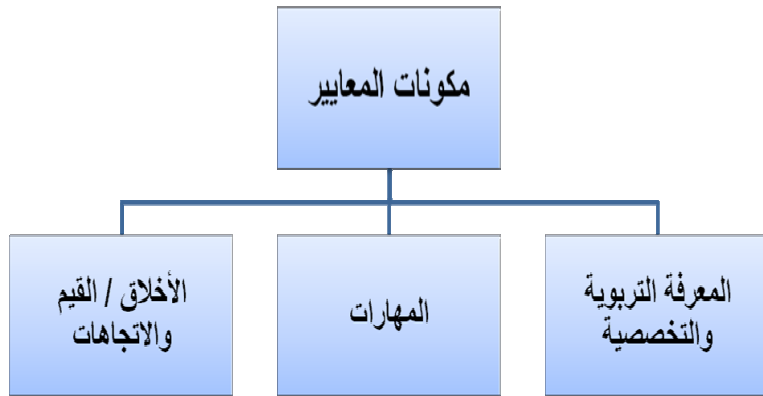 مكونات المعايير
المعرفة التربوية
والتخصصية
المهارات
الأخلاق / القيم
والاتجاهات